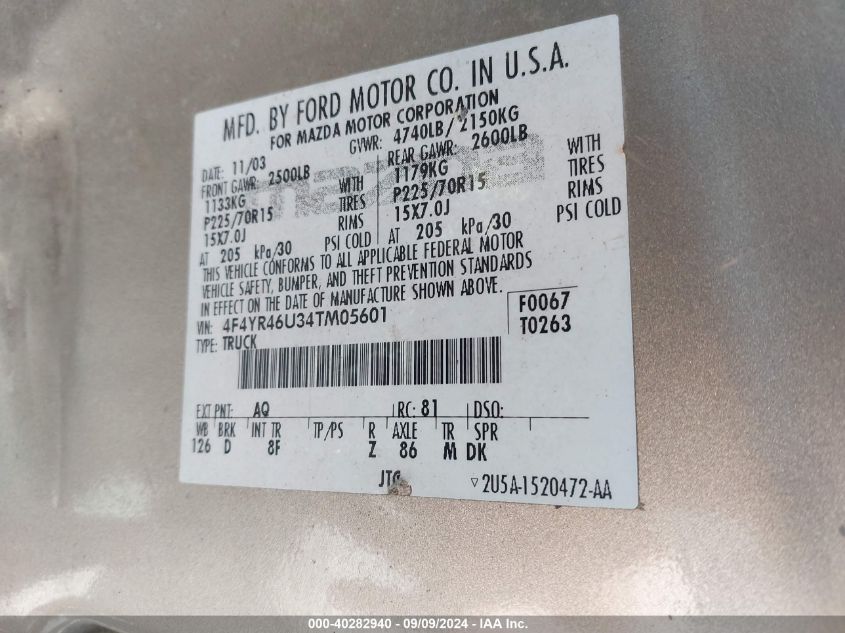 MFD. BY FORD MOTOR CO. IN U.S.A.
FOR MAZDA MOTOR CORPORATION
DATE: 11/03 GVWR: 4740LB/ 2150KG
FRONT GAWR: 2500LB REAR GAWR: 2600LB
1133KG WITH 1179KG WITH
P225/70R15 TIRES P225/70R15 TIRES
15X7.0J RIMS 15X7.0J RIMS
AT 205 kPa/30 PSI COLD AT 205 kPa/30 PSI COLD
THIS VEHICLE CONFORMS TO ALL APPLICABLE FEDERAL MOTOR
VEHICLE SAFETY, BUMPER, AND THEFT PREVENTION STANDARDS
IN EFFECT ON THE DATE OF MANUFACTURE SHOWN ABOVE.
VIN: 4F4YR46U34TM05601 F0067
TYPE: TRUCK T0263
mazda
EXT PNT: AQ RC: 81 DSO:
WB BRK INT TR TP/PS R AXLE TR SPR
126 D 8F Z 86 M DK
JTG
▽2U5A-1520472-AA
000-40282940 - 09/09/2024 - IAA Inc.